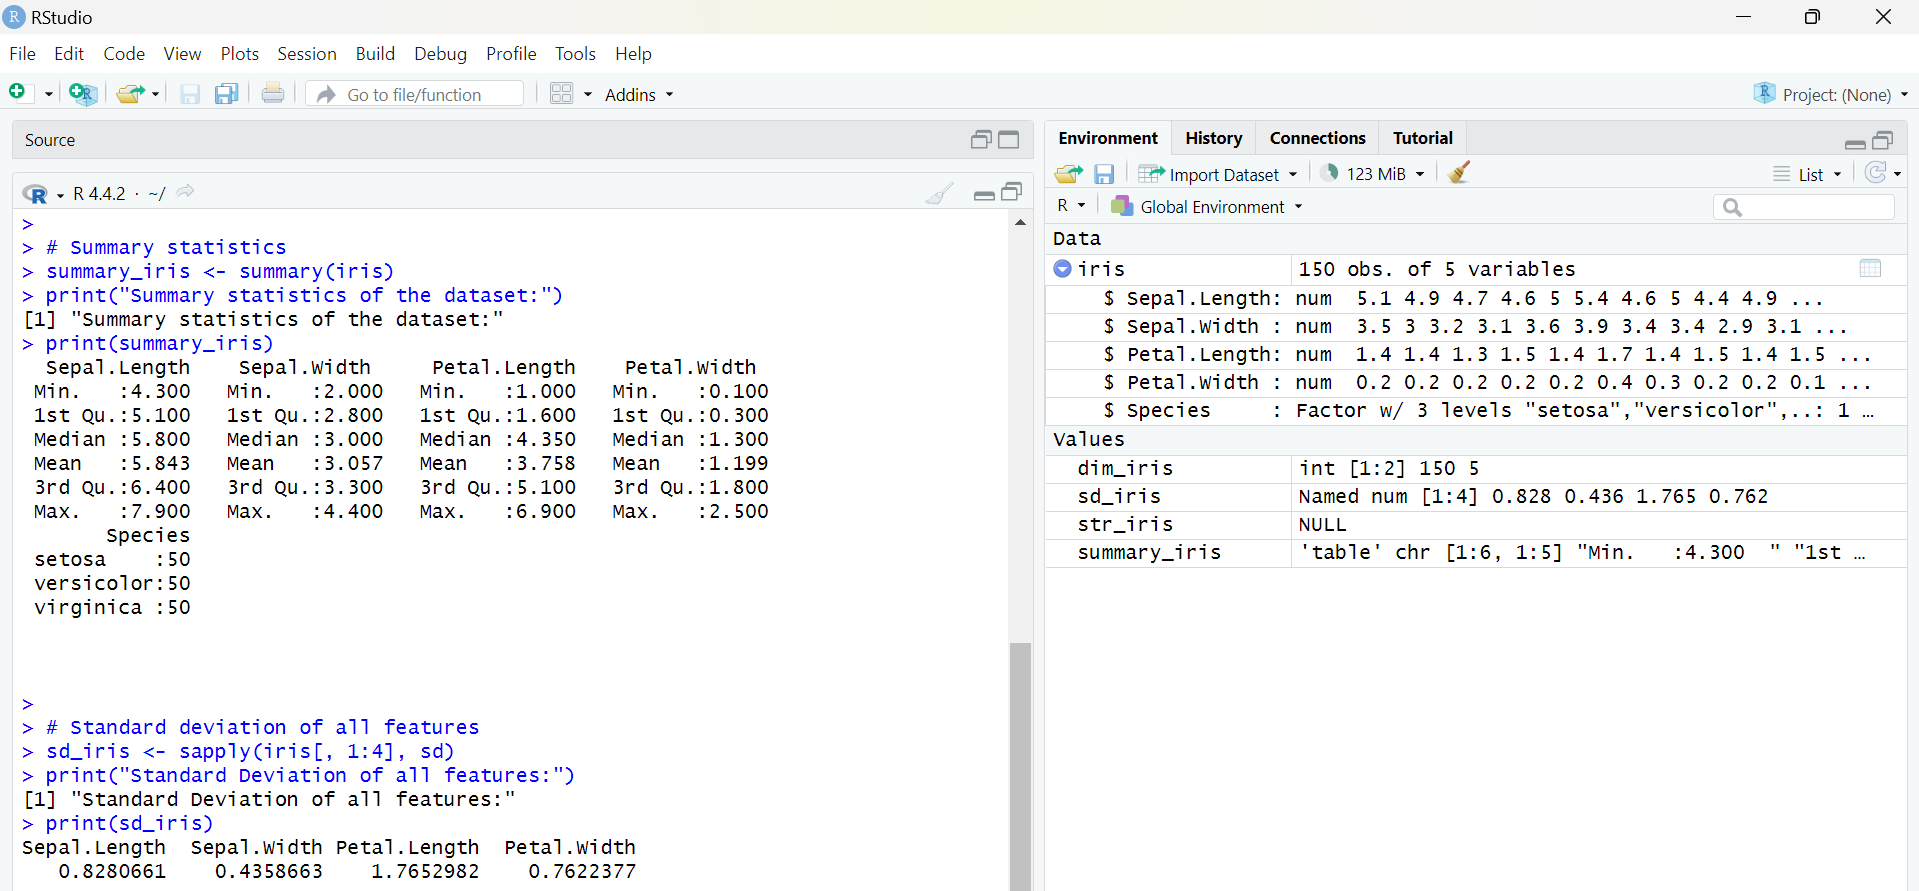 RStudio
File Edit Code View Plots Session Build Debug Profile Tools Help
Go to file/function Addins Project: (None)
Source
R 4.4.2 · ~/
>
> # Summary statistics
> summary_iris <- summary(iris)
> print("Summary statistics of the dataset:")
[1] "Summary statistics of the dataset:"
> print(summary_iris)
  Sepal.Length    Sepal.Width     Petal.Length    Petal.Width
 Min.   :4.300   Min.   :2.000   Min.   :1.000   Min.   :0.100
 1st Qu.:5.100   1st Qu.:2.800   1st Qu.:1.600   1st Qu.:0.300
 Median :5.800   Median :3.000   Median :4.350   Median :1.300
 Mean   :5.843   Mean   :3.057   Mean   :3.758   Mean   :1.199
 3rd Qu.:6.400   3rd Qu.:3.300   3rd Qu.:5.100   3rd Qu.:1.800
 Max.   :7.900   Max.   :4.400   Max.   :6.900   Max.   :2.500
       Species
 setosa    :50
 versicolor:50
 virginica :50
>
> # Standard deviation of all features
> sd_iris <- sapply(iris[, 1:4], sd)
> print("Standard Deviation of all features:")
[1] "Standard Deviation of all features:"
> print(sd_iris)
Sepal.Length  Sepal.Width Petal.Length  Petal.Width
   0.8280661    0.4358663    1.7652982    0.7622377
Environment History Connections Tutorial
Import Dataset 123 MiB List
R Global Environment
Data
iris 150 obs. of 5 variables
$ Sepal.Length: num 5.1 4.9 4.7 4.6 5 5.4 4.6 5 4.4 4.9 ...
$ Sepal.Width : num 3.5 3 3.2 3.1 3.6 3.9 3.4 3.4 2.9 3.1 ...
$ Petal.Length: num 1.4 1.4 1.3 1.5 1.4 1.7 1.4 1.5 1.4 1.5 ...
$ Petal.Width : num 0.2 0.2 0.2 0.2 0.2 0.4 0.3 0.2 0.2 0.1 ...
$ Species     : Factor w/ 3 levels "setosa","versicolor",..: 1 …
Values
dim_iris int [1:2] 150 5
sd_iris Named num [1:4] 0.828 0.436 1.765 0.762
str_iris NULL
summary_iris 'table' chr [1:6, 1:5] "Min.   :4.300  " "1st …